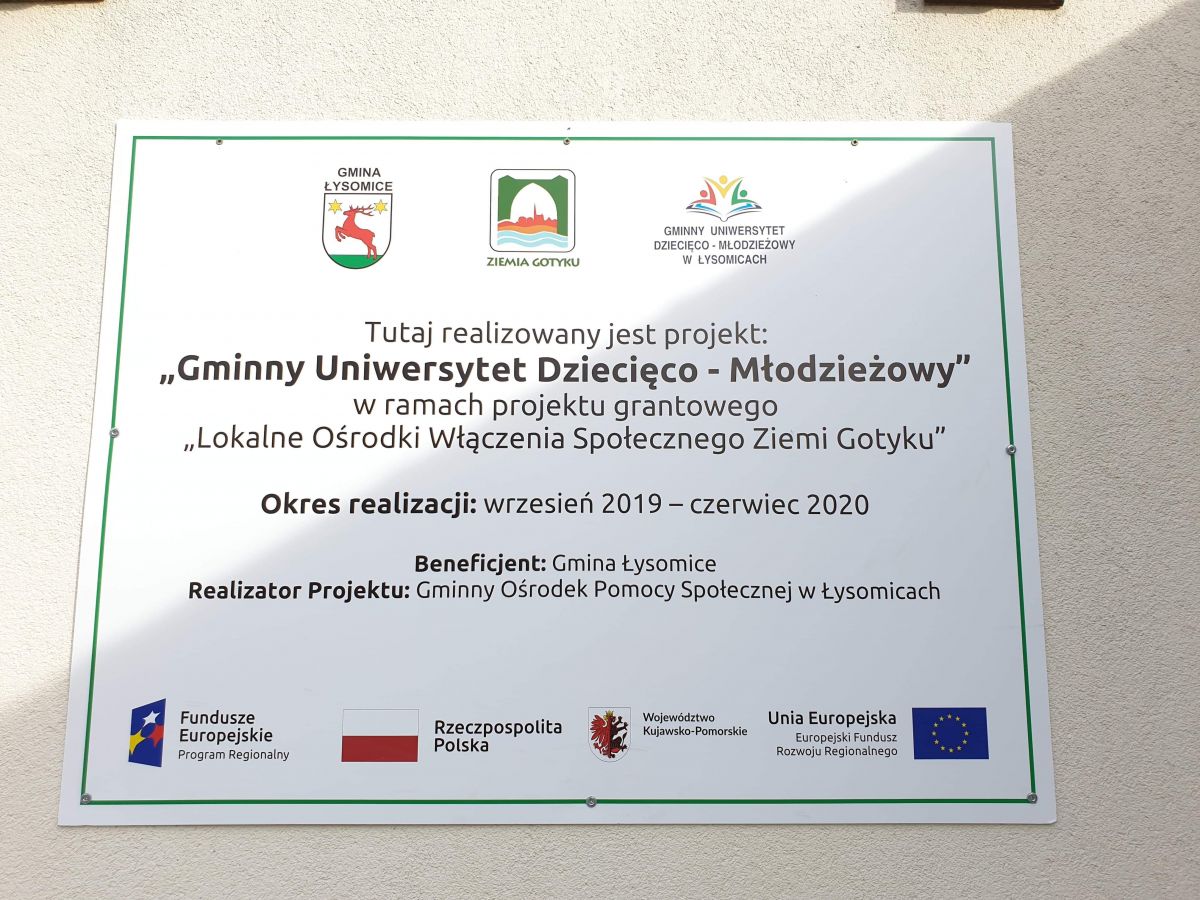 GMINA
ŁYSOMICE
ZIEMIA GOTYKU
GMINNY UNIWERSYTET
DZIECIĘCO - MŁODZIEŻOWY
W ŁYSOMICACH
Tutaj realizowany jest projekt:
„Gminny Uniwersytet Dziecięco - Młodzieżowy”
w ramach projektu grantowego
„Lokalne Ośrodki Włączenia Społecznego Ziemi Gotyku”
Okres realizacji: wrzesień 2019 – czerwiec 2020
Beneficjent: Gmina Łysomice
Realizator Projektu: Gminny Ośrodek Pomocy Społecznej w Łysomicach
Fundusze
Europejskie
Program Regionalny
Rzeczpospolita
Polska
Województwo
Kujawsko-Pomorskie
Unia Europejska
Europejski Fundusz
Rozwoju Regionalnego